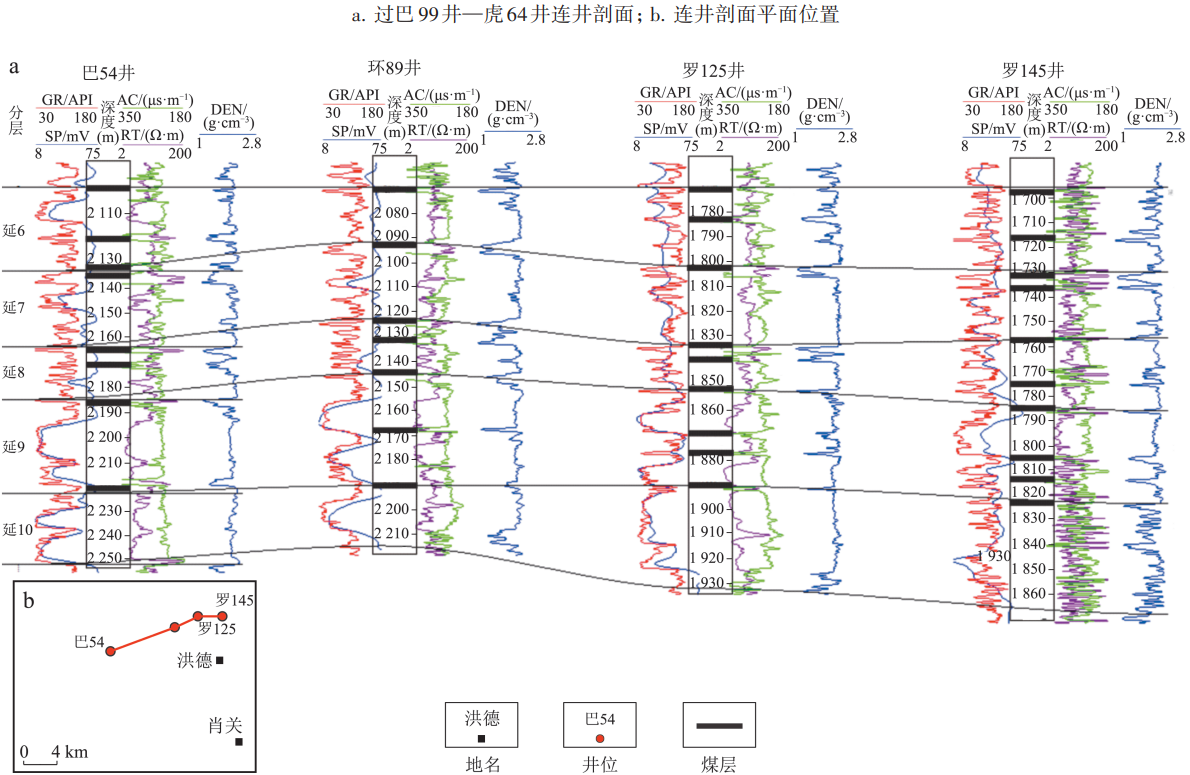 a. 过巴99井—虎64井连井剖面; b. 连井剖面平面位置
a
巴54井
环89井
罗125井
罗145井
分层
GR/API
深度(m)
AC/(μs·m⁻¹)
DEN/(g·cm⁻³)
30 180 350 180
SP/mV
RT/(Ω·m)
1 2.8
8 75 2 200
GR/API
深度(m)
AC/(μs·m⁻¹)
DEN/(g·cm⁻³)
30 180 350 180
SP/mV
RT/(Ω·m)
1 2.8
8 75 2 200
GR/API
深度(m)
AC/(μs·m⁻¹)
DEN/(g·cm⁻³)
30 180 350 180
SP/mV
RT/(Ω·m)
1 2.8
8 75 2 200
GR/API
深度(m)
AC/(μs·m⁻¹)
DEN/(g·cm⁻³)
30 180 350 180
SP/mV
RT/(Ω·m)
1 2.8
8 75 2 200
延6
延7
延8
延9
延10
2 110
2 130
2 140
2 150
2 160
2 180
2 190
2 200
2 210
2 230
2 240
2 250
2 080
2 090
2 100
2 110
2 120
2 130
2 140
2 150
2 160
2 170
2 180
2 200
2 210
1 780
1 790
1 800
1 810
1 820
1 830
1 850
1 860
1 880
1 900
1 910
1 920
1 930
1 700
1 710
1 720
1 730
1 740
1 750
1 760
1 770
1 780
1 790
1 800
1 810
1 820
1 830
1 840
1 930
1 850
1 860
b
罗145
罗125
巴54
洪德
肖关
0 4 km
洪德
巴54
地名
井位
煤层